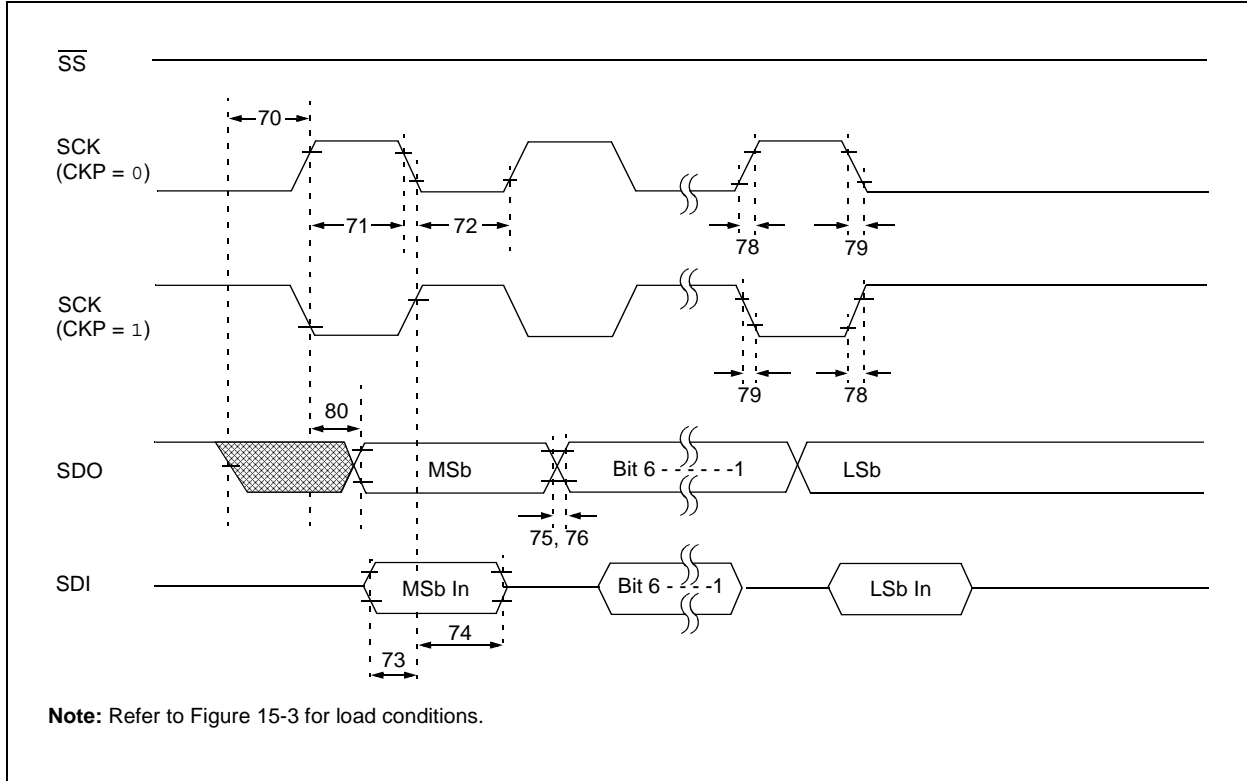 SS
70
SCK
(CKP = 0)
71
72
78
79
SCK
(CKP = 1)
79
78
80
SDO
MSb
Bit 6 - - - - - -1
LSb
75, 76
SDI
MSb In
Bit 6 - - - -1
LSb In
74
73
Note: Refer to Figure 15-3 for load conditions.